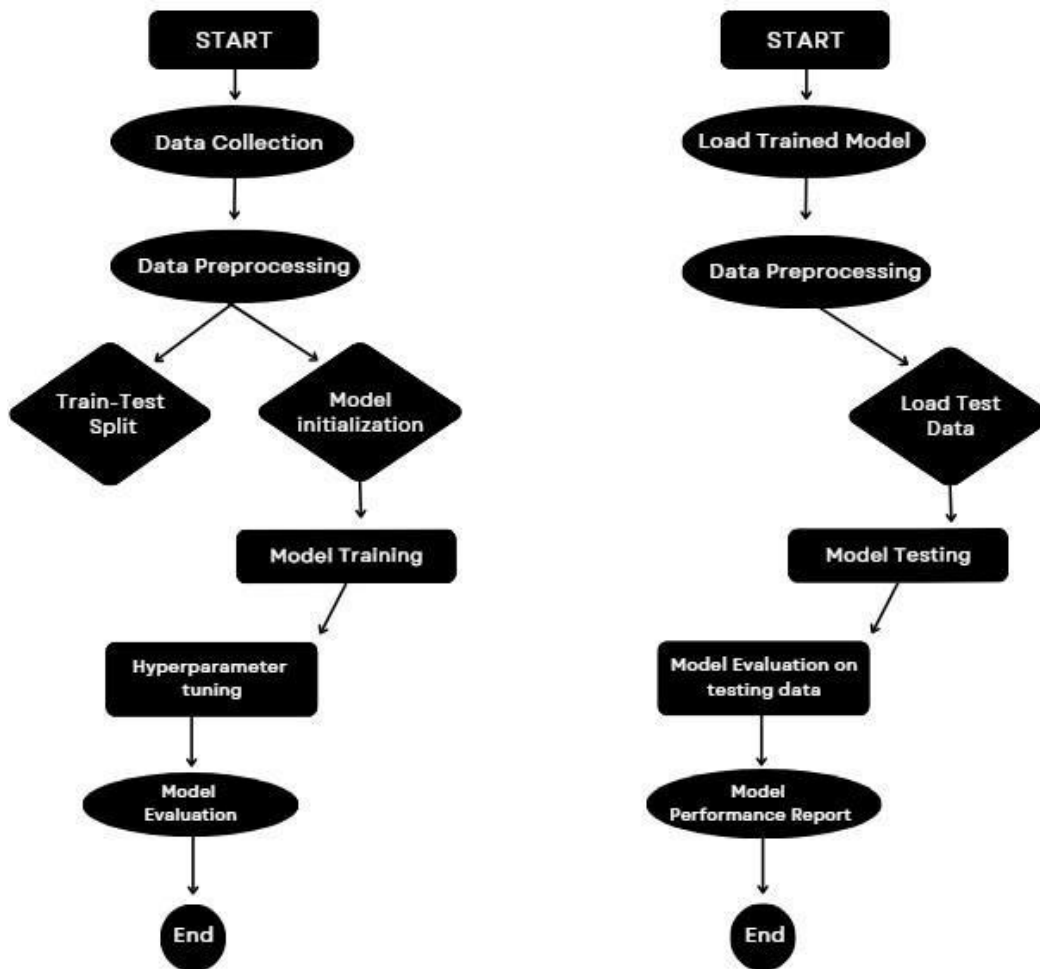 START
Data Collection
Data Preprocessing
Train-Test
Split
Model
initialization
Model Training
Hyperparameter
tuning
Model
Evaluation
End
START
Load Trained Model
Data Preprocessing
Load Test
Data
Model Testing
Model Evaluation on
testing data
Model
Performance Report
End